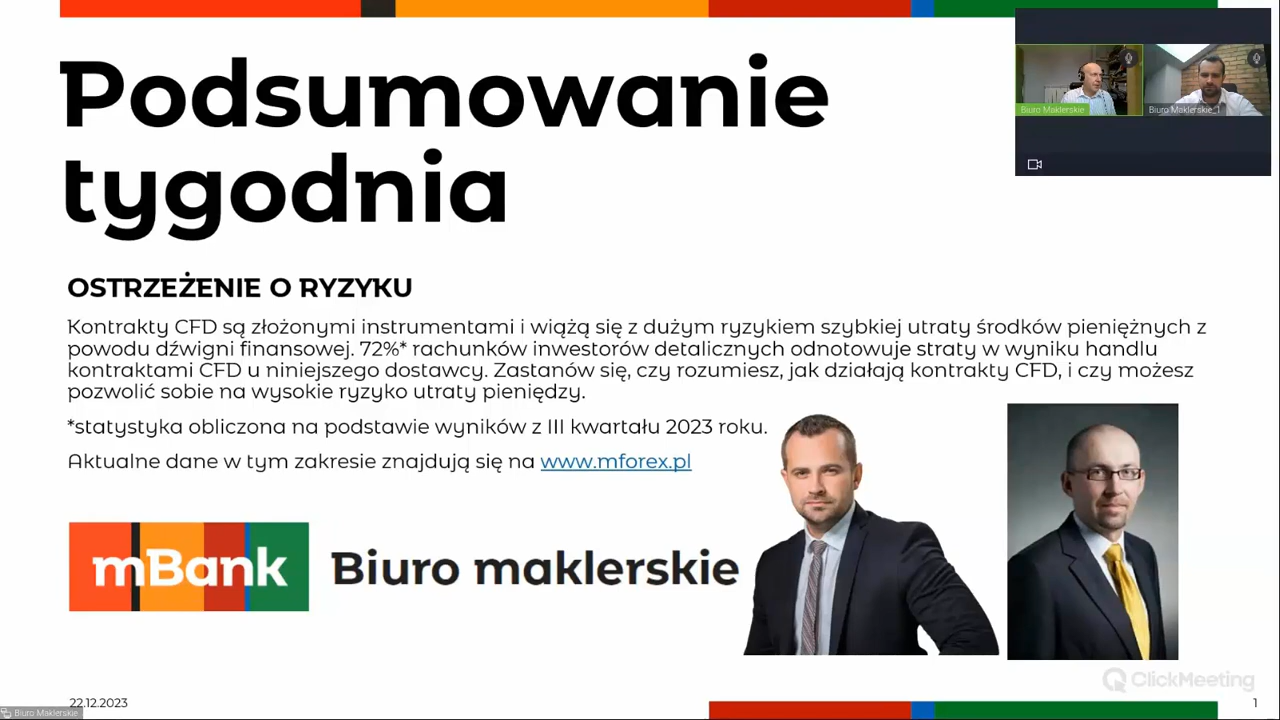 Podsumowanie
tygodnia
Biuro Maklerskie
Biuro Maklerskie_1
OSTRZEŻENIE O RYZYKU
Kontrakty CFD są złożonymi instrumentami i wiążą się z dużym ryzykiem szybkiej utraty środków pieniężnych z
powodu dźwigni finansowej. 72%* rachunków inwestorów detalicznych odnotowuje straty w wyniku handlu
kontraktami CFD u niniejszego dostawcy. Zastanów się, czy rozumiesz, jak działają kontrakty CFD, i czy możesz
pozwolić sobie na wysokie ryzyko utraty pieniędzy.
*statystyka obliczona na podstawie wyników z III kwartału 2023 roku.
Aktualne dane w tym zakresie znajdują się na www.mforex.pl
mBank Biuro maklerskie
ClickMeeting
22.12.2023
1
Biuro Maklerskie